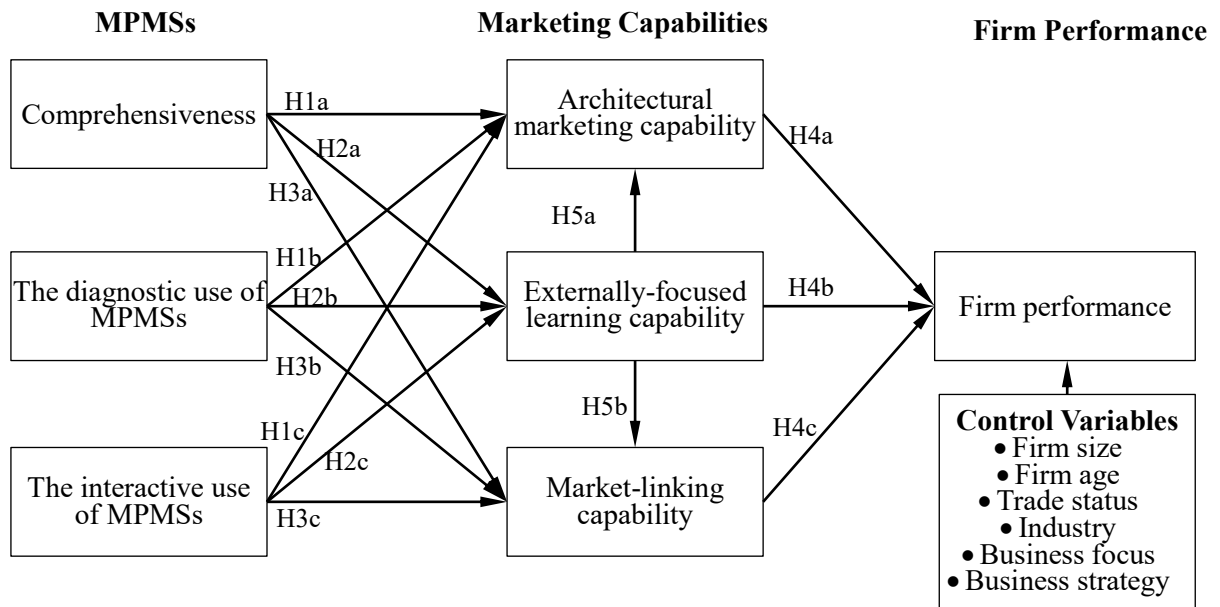 MPMSs
Marketing Capabilities
Firm Performance
Comprehensiveness
H1a
H2a
H3a
Architectural
marketing capability
H4a
H5a
The diagnostic use of
MPMSs
H1b
H2b
H3b
Externally-focused
learning capability
H4b
Firm performance
H5b
H4c
The interactive use
of MPMSs
H1c
H2c
H3c
Market-linking
capability
Control Variables
• Firm size
• Firm age
• Trade status
• Industry
• Business focus
• Business strategy